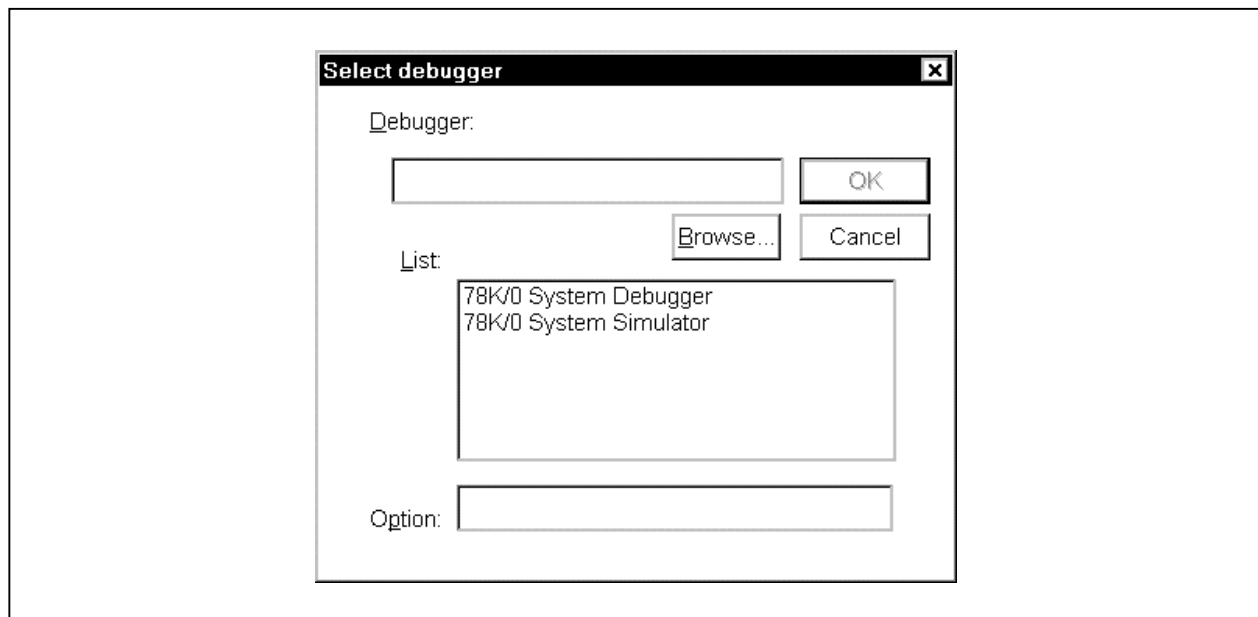 Select debugger
Debugger:
OK
Browse...
Cancel
List:
78K/0 System Debugger
78K/0 System Simulator
Option: